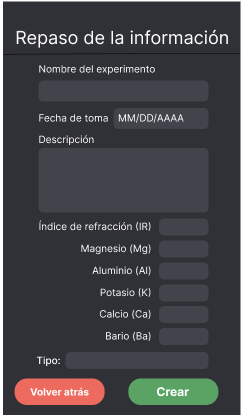 Repaso de la información
Nombre del experimento
Fecha de toma MM/DD/AAAA
Descripción
Índice de refracción (IR)
Magnesio (Mg)
Aluminio (Al)
Potasio (K)
Calcio (Ca)
Bario (Ba)
Tipo:
Volver atrás Crear